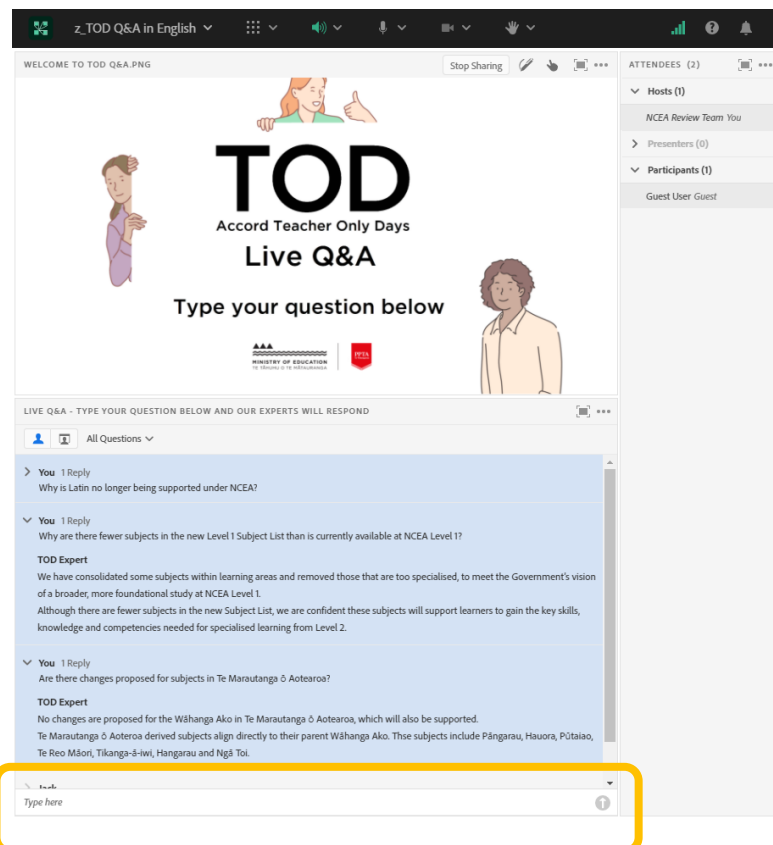 z_TOD Q&A in English
WELCOME TO TOD Q&A.PNG
Stop Sharing
TOD
Accord Teacher Only Days
Live Q&A
Type your question below
MINISTRY OF EDUCATION
TE TĀHUHU O TE MĀTAURANGA
PPTA
ATTENDEES (2)
Hosts (1)
NCEA Review Team You
Presenters (0)
Participants (1)
Guest User Guest
LIVE Q&A - TYPE YOUR QUESTION BELOW AND OUR EXPERTS WILL RESPOND
All Questions
You 1 Reply
Why is Latin no longer being supported under NCEA?
You 1 Reply
Why are there fewer subjects in the new Level 1 Subject List than is currently available at NCEA Level 1?
TOD Expert
We have consolidated some subjects within learning areas and removed those that are too specialised, to meet the Government's vision
of a broader, more foundational study at NCEA Level 1.
Although there are fewer subjects in the new Subject List, we are confident these subjects will support learners to gain the key skills,
knowledge and competencies needed for specialised learning from Level 2.
You 1 Reply
Are there changes proposed for subjects in Te Marautanga ō Aotearoa?
TOD Expert
No changes are proposed for the Wāhanga Ako in Te Marautanga ō Aotearoa, which will also be supported.
Te Marautanga ō Aoteroa derived subjects align directly to their parent Wāhanga Ako. Thse subjects include Pāngarau, Hauora, Pūtaiao,
Te Reo Māori, Tikanga-ā-iwi, Hangarau and Ngā Toi.
Jack
Type here